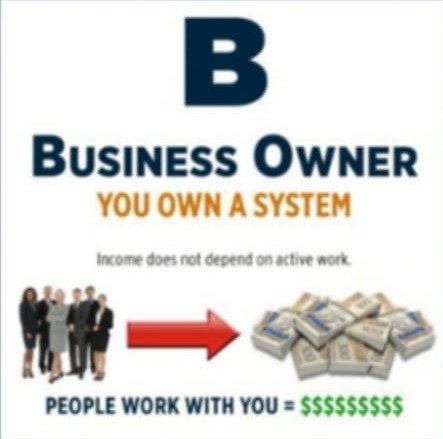 B
BUSINESS OWNER
YOU OWN A SYSTEM
Income does not depend on active work.
PEOPLE WORK WITH YOU = $$$$$$$$$